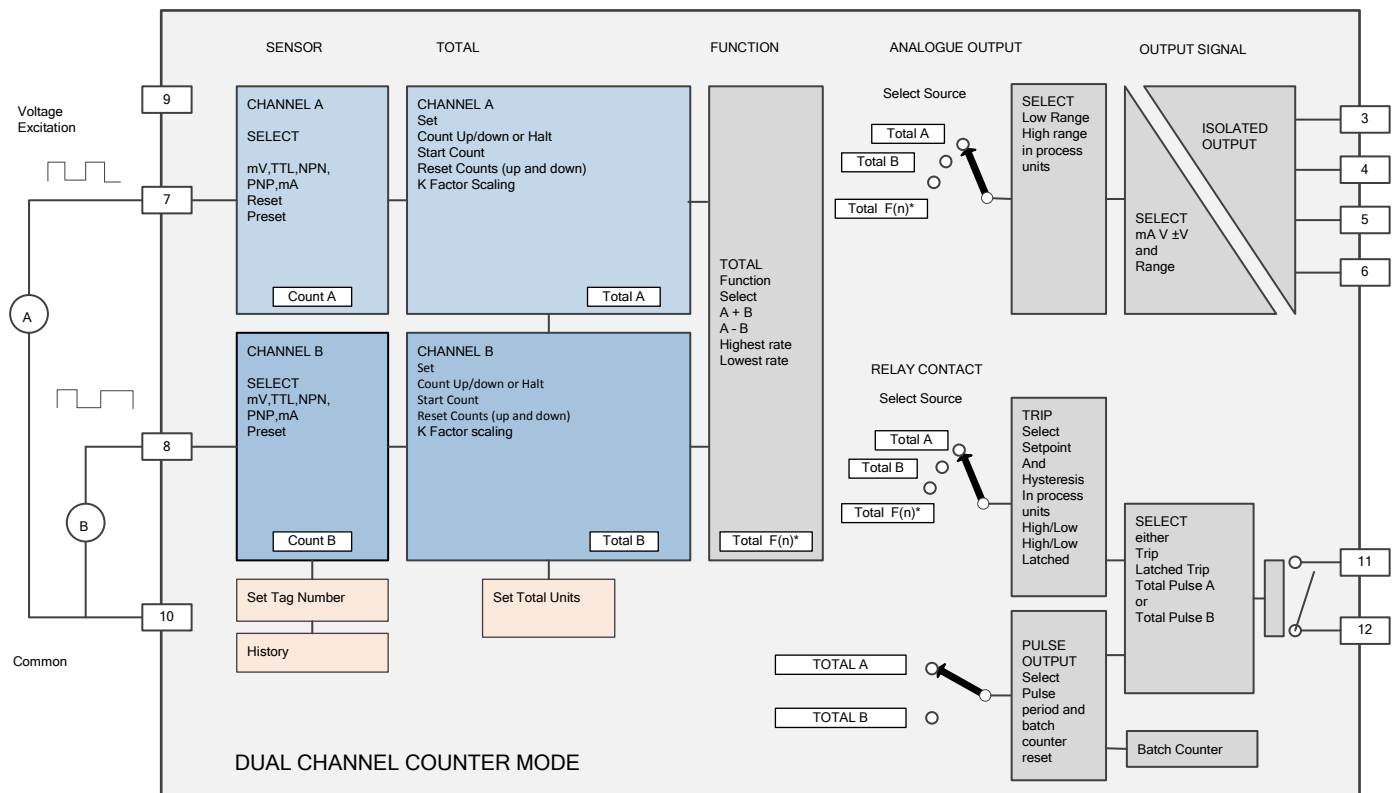 SENSOR
TOTAL
FUNCTION
ANALOGUE OUTPUT
OUTPUT SIGNAL
Voltage
Excitation
9
7
A
8
B
10
Common
CHANNEL A
SELECT
mV,TTL,NPN,
PNP,mA
Reset
Preset
Count A
CHANNEL A
Set
Count Up/down or Halt
Start Count
Reset Counts (up and down)
K Factor Scaling
Total A
CHANNEL B
SELECT
mV,TTL,NPN,
PNP,mA
Preset
Count B
CHANNEL B
Set
Count Up/down or Halt
Start Count
Reset Counts (up and down)
K Factor scaling
Total B
Set Tag Number
History
Set Total Units
TOTAL
Function
Select
A + B
A - B
Highest rate
Lowest rate
Total F(n)*
Select Source
Total A
Total B
Total F(n)*
SELECT
Low Range
High range
in process
units
ISOLATED
OUTPUT
SELECT
mA V ±V
and
Range
3
4
5
6
RELAY CONTACT
Select Source
Total A
Total B
Total F(n)*
TRIP
Select
Setpoint
And
Hysteresis
In process
units
High/Low
High/Low
Latched
SELECT
either
Trip
Latched Trip
Total Pulse A
or
Total Pulse B
11
12
TOTAL A
TOTAL B
PULSE
OUTPUT
Select
Pulse
period and
batch
counter
reset
Batch Counter
DUAL CHANNEL COUNTER MODE